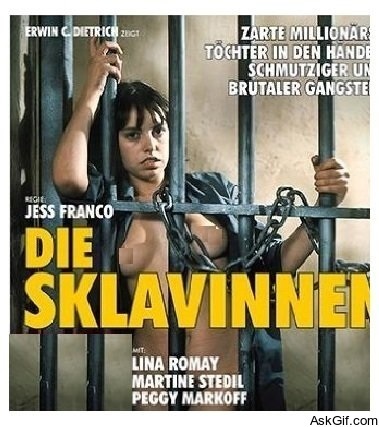 ERWIN C. DIETRICH ZEIGT
ZARTE MILLIONÄR
TÖCHTER IN DEN HÄNDE
SCHMUTZIGER UN
BRUTALER GANGSTE
REGIE:
JESS FRANCO
DIE
SKLAVINNEN
MIT:
LINA ROMAY
MARTINE STEDIL
PEGGY MARKOFF
AskGif.com